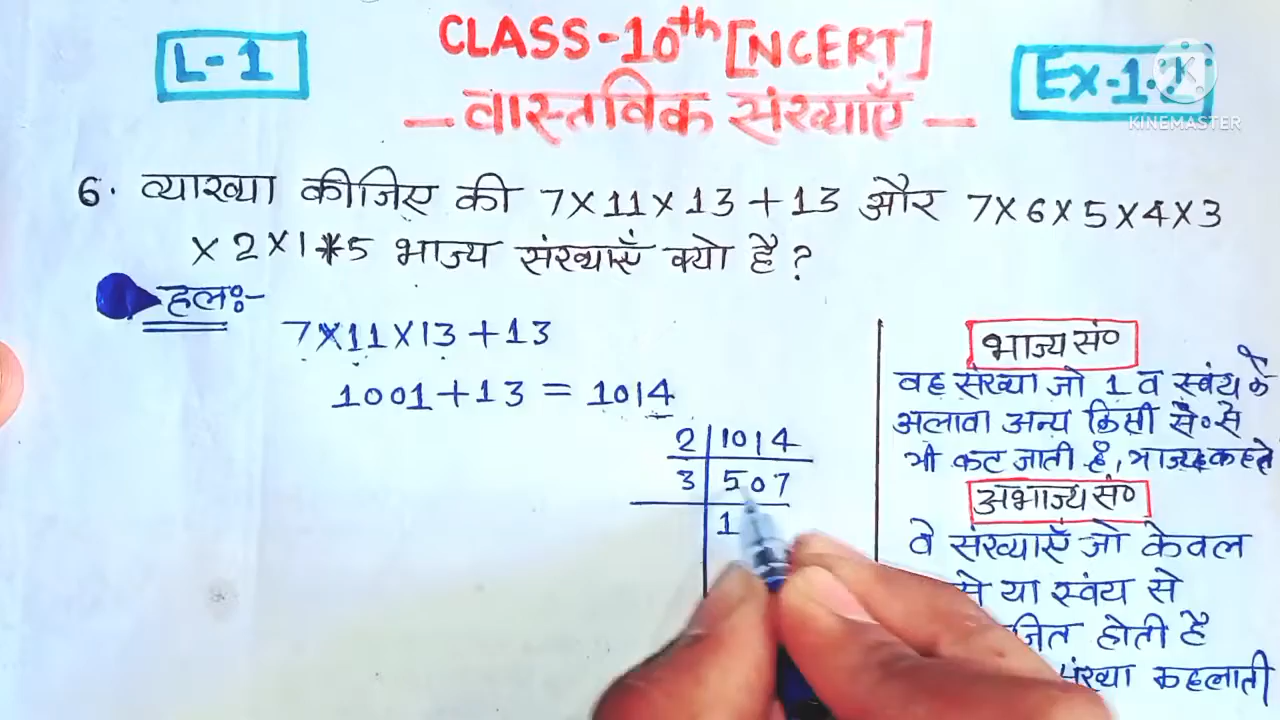 L-1
CLASS-10th [NCERT]
Ex-1.2
KINEMASTER
— वास्तविक संख्याएँ —
6. व्याख्या कीजिए की 7×11×13+13 और 7×6×5×4×3
×2×1+5 भाज्य संख्याएँ क्यो है?
हलः-
7×11×13+13
1001+13 = 1014
2 | 1014
3 | 507
1
भाज्य सं०
वह संख्या जो 1 व स्वंय के
अलावा अन्य किसी सं० से
भी कट जाती है, भाज्य कहते
अभाज्य सं०
वे संख्याएँ जो केवल
से या स्वंय से
जित होती है
संख्या कहलाती